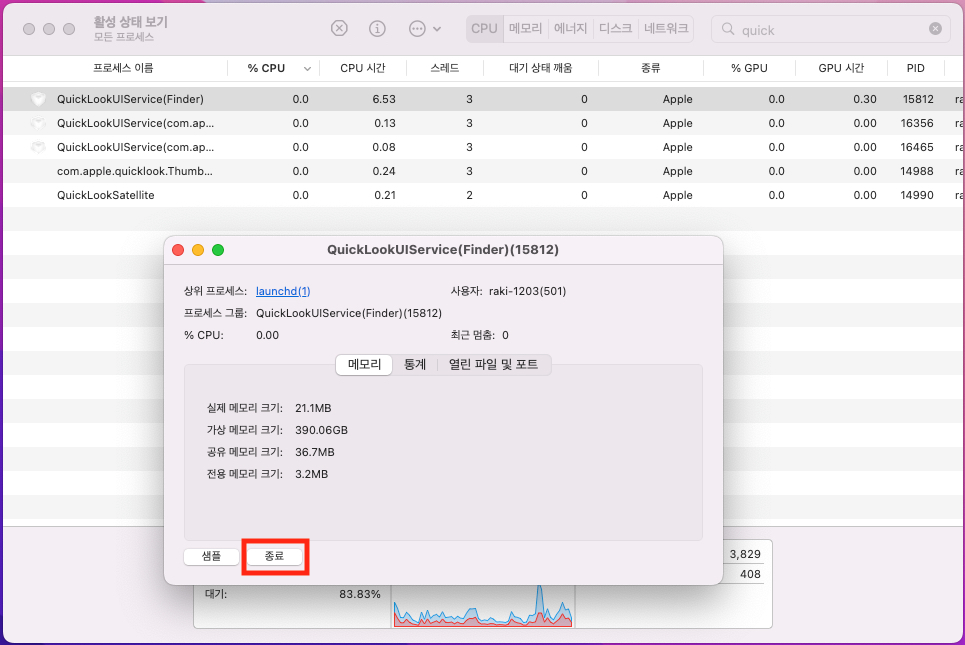 활성 상태 보기
모든 프로세스
CPU 메모리 에너지 디스크 네트워크
quick
프로세스 이름 % CPU CPU 시간 스레드 대기 상태 깨움 종류 % GPU GPU 시간 PID
QuickLookUIService(Finder) 0.0 6.53 3 0 Apple 0.0 0.30 15812 ra
QuickLookUIService(com.ap... 0.0 0.13 3 0 Apple 0.0 0.00 16356 ra
QuickLookUIService(com.ap... 0.0 0.08 3 0 Apple 0.0 0.00 16465 ra
com.apple.quicklook.Thumb... 0.0 0.24 3 0 Apple 0.0 0.00 14988 ra
QuickLookSatellite 0.0 0.21 2 0 Apple 0.0 0.00 14990 ra
QuickLookUIService(Finder)(15812)
상위 프로세스: launchd(1) 사용자: raki-1203(501)
프로세스 그룹: QuickLookUIService(Finder)(15812)
% CPU: 0.00 최근 멈춤: 0
메모리 통계 열린 파일 및 포트
실제 메모리 크기: 21.1MB
가상 메모리 크기: 390.06GB
공유 메모리 크기: 36.7MB
전용 메모리 크기: 3.2MB
샘플 종료
3,829
408
대기: 83.83%